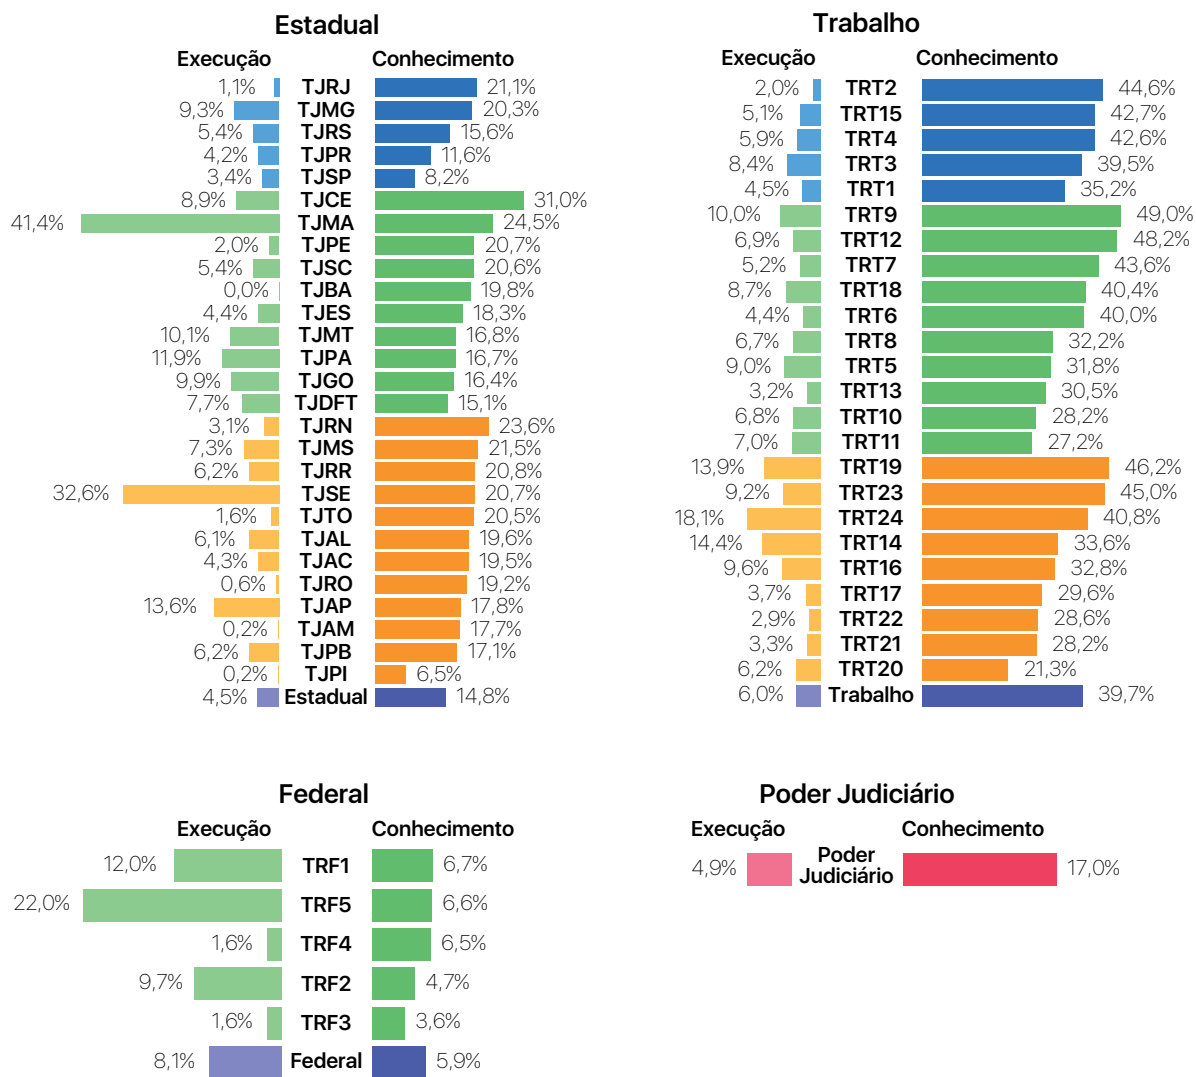 Estadual
Execução Conhecimento
1,1% TJRJ 21,1%
9,3% TJMG 20,3%
5,4% TJRS 15,6%
4,2% TJPR 11,6%
3,4% TJSP 8,2%
8,9% TJCE 31,0%
41,4% TJMA 24,5%
2,0% TJPE 20,7%
5,4% TJSC 20,6%
0,0% TJBA 19,8%
4,4% TJES 18,3%
10,1% TJMT 16,8%
11,9% TJPA 16,7%
9,9% TJGO 16,4%
7,7% TJDFT 15,1%
3,1% TJRN 23,6%
7,3% TJMS 21,5%
6,2% TJRR 20,8%
32,6% TJSE 20,7%
1,6% TJTO 20,5%
6,1% TJAL 19,6%
4,3% TJAC 19,5%
0,6% TJRO 19,2%
13,6% TJAP 17,8%
0,2% TJAM 17,7%
6,2% TJPB 17,1%
0,2% TJPI 6,5%
4,5% Estadual 14,8%
Trabalho
Execução Conhecimento
2,0% TRT2 44,6%
5,1% TRT15 42,7%
5,9% TRT4 42,6%
8,4% TRT3 39,5%
4,5% TRT1 35,2%
10,0% TRT9 49,0%
6,9% TRT12 48,2%
5,2% TRT7 43,6%
8,7% TRT18 40,4%
4,4% TRT6 40,0%
6,7% TRT8 32,2%
9,0% TRT5 31,8%
3,2% TRT13 30,5%
6,8% TRT10 28,2%
7,0% TRT11 27,2%
13,9% TRT19 46,2%
9,2% TRT23 45,0%
18,1% TRT24 40,8%
14,4% TRT14 33,6%
9,6% TRT16 32,8%
3,7% TRT17 29,6%
2,9% TRT22 28,6%
3,3% TRT21 28,2%
6,2% TRT20 21,3%
6,0% Trabalho 39,7%
Federal
Execução Conhecimento
12,0% TRF1 6,7%
22,0% TRF5 6,6%
1,6% TRF4 6,5%
9,7% TRF2 4,7%
1,6% TRF3 3,6%
8,1% Federal 5,9%
Poder Judiciário
Execução Conhecimento
4,9% Poder 17,0%
Judiciário